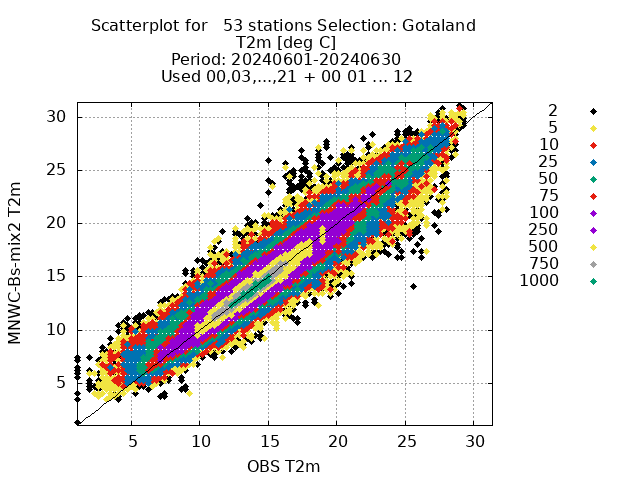 Scatterplot for   53 stations Selection: Gotaland
T2m [deg C]
Period: 20240601-20240630
Used 00,03,...,21 + 00 01 ... 12
MNWC-Bs-mix2 T2m
30
25
20
15
10
5
5 10 15 20 25 30
OBS T2m
2
5
10
25
50
75
100
250
500
750
1000